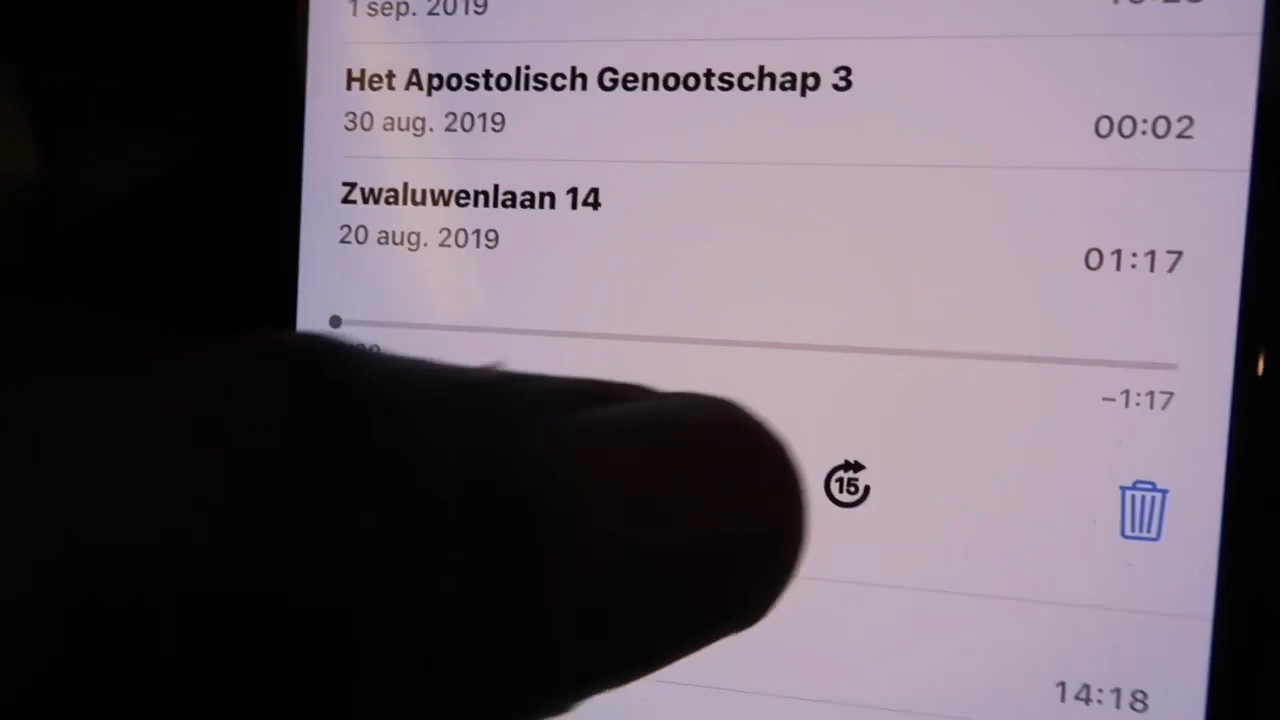 1 sep. 2019
Het Apostolisch Genootschap 3
30 aug. 2019
00:02
Zwaluwenlaan 14
20 aug. 2019
01:17
-1:17
15
14:18